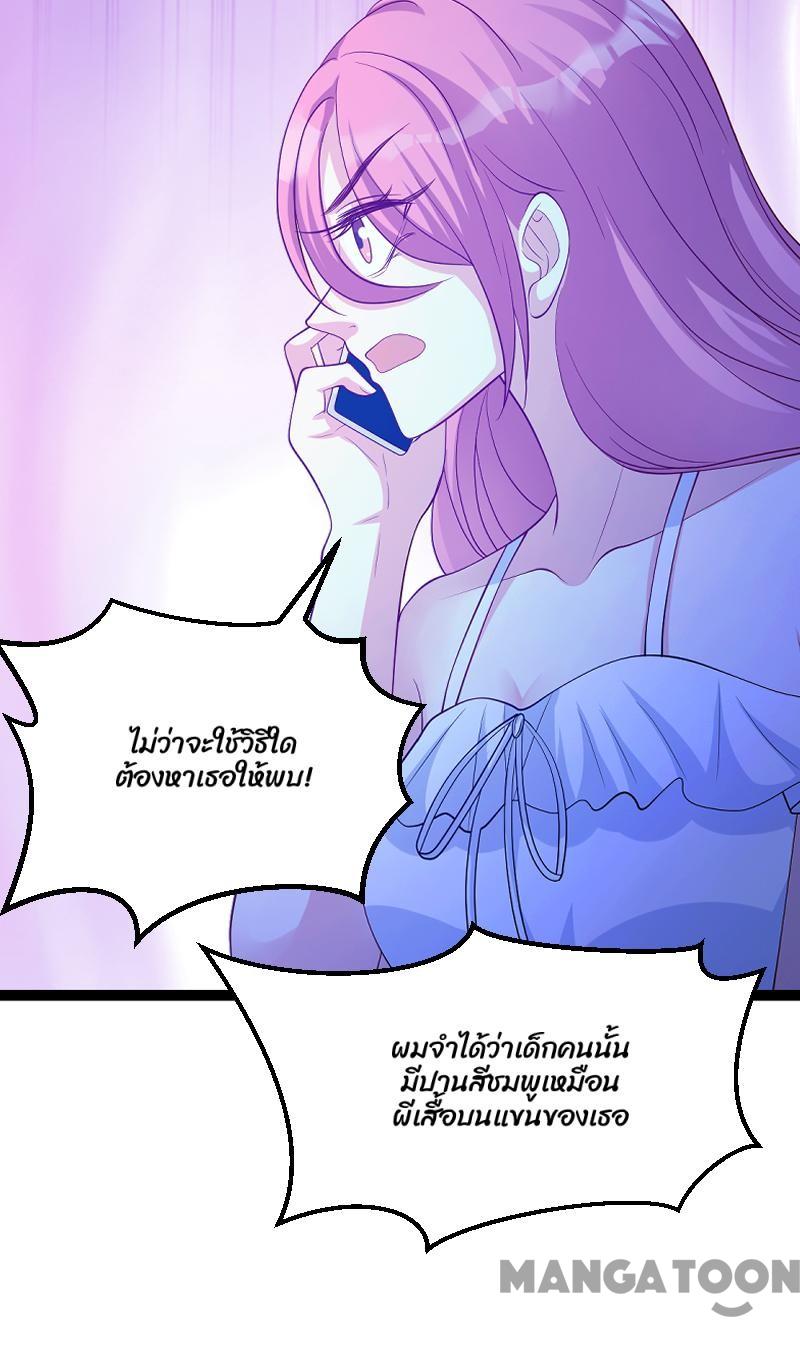 ไม่ว่าจะใช้วิธีใด
ต้องหาเธอให้พบ!
ผมจำได้ว่าเด็กคนนั้น
มีปานสีชมพูเหมือน
ผีเสื้อบนแขนของเธอ
MANGATOON